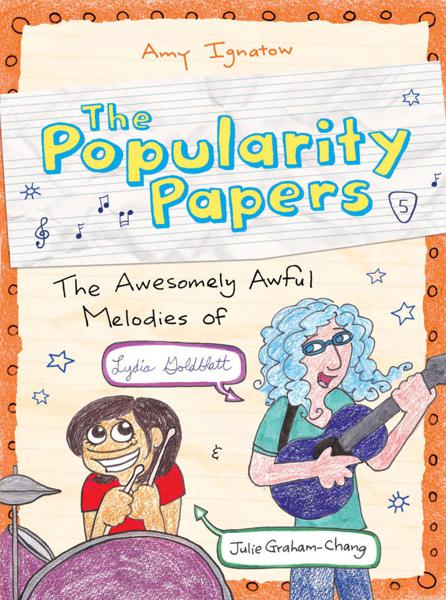 Amy Ignatow
The
Popularity
Papers
5
The Awesomely Awful
Melodies of
Lydia Goldblatt
&
Julie Graham-Chang